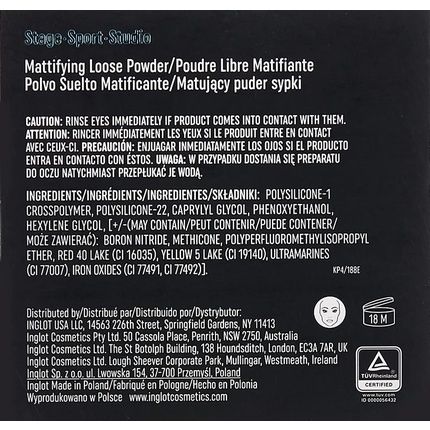 Stage-Sport-Studio
Mattifying Loose Powder/Poudre Libre Matifiante
Polvo Suelto Matificante/Matujący puder sypki
CAUTION: RINSE EYES IMMEDIATELY IF PRODUCT COMES INTO CONTACT WITH THEM.
ATTENTION: RINCER IMMÉDIATEMENT LES YEUX SI LE PRODUIT ENTRE EN CONTACT
AVEC CEUX-CI. PRECAUCIÓN: ENJUAGAR INMEDIATAMENTE LOS OJOS SI EL PRODUCTO
ENTRA EN CONTACTO CON ÉSTOS. UWAGA: W PRZYPADKU DOSTANIA SIĘ PREPARATU
DO OCZU NATYCHMIAST PRZEPŁUKAĆ JE WODĄ.
INGREDIENTS/INGRÉDIENTS/INGREDIENTES/SKŁADNIKI: POLYSILICONE-1
CROSSPOLYMER, POLYSILICONE-22, CAPRYLYL GLYCOL, PHENOXYETHANOL,
HEXYLENE GLYCOL, [+/-(MAY CONTAIN/PEUT CONTENIR/PUEDE CONTENER/
MOŻE ZAWIERAĆ): BORON NITRIDE, METHICONE, POLYPERFLUOROMETHYLISOPROPYL
ETHER, RED 40 LAKE (CI 16035), YELLOW 5 LAKE (CI 19140), ULTRAMARINES
(CI 77007), IRON OXIDES (CI 77491, CI 77492)].
KP4/188E
Distributed by/Distribué par/Distribuido por/Dystrybutor:
INGLOT USA LLC, 14563 226th Street, Springfield Gardens, NY 11413
Inglot Cosmetics Pty Ltd. 50 Cassola Place, Penrith, NSW 2750, Australia
Inglot Cosmetics Ltd. The St Botolph Building, 138 Houndsditch, London, EC3A 7AR, UK
Inglot Cosmetics Ltd. Lough Sheever Corporate Park, Mullingar, Westmeath, Ireland
Inglot Sp. z o.o. ul. Lwowska 154, 37-700 Przemyśl, Poland
Made in Poland/Fabriqué en Pologne/Hecho en Polonia
Wyprodukowano w Polsce www.inglotcosmetics.com
18 M
TÜVRheinland
CERTIFIED
www.tuv.com
ID 0000056432